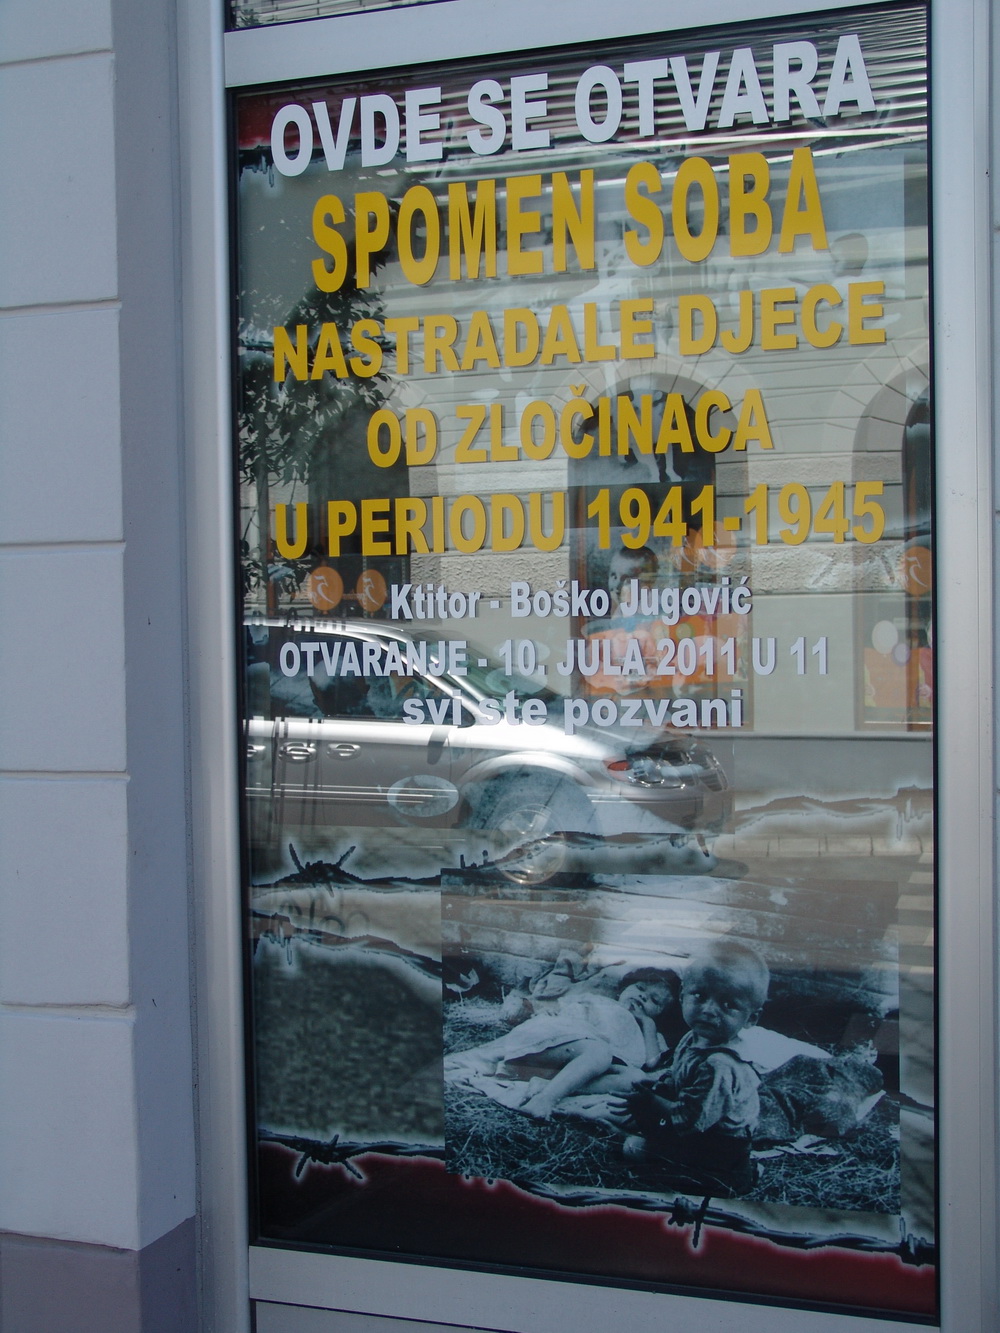 OVDE SE OTVARA
SPOMEN SOBA
NASTRADALE DJECE
OD ZLOČINACA
U PERIODU 1941-1945
Ktitor - Boško Jugović
OTVARANJE - 10. JULA 2011 U 11
svi ste pozvani